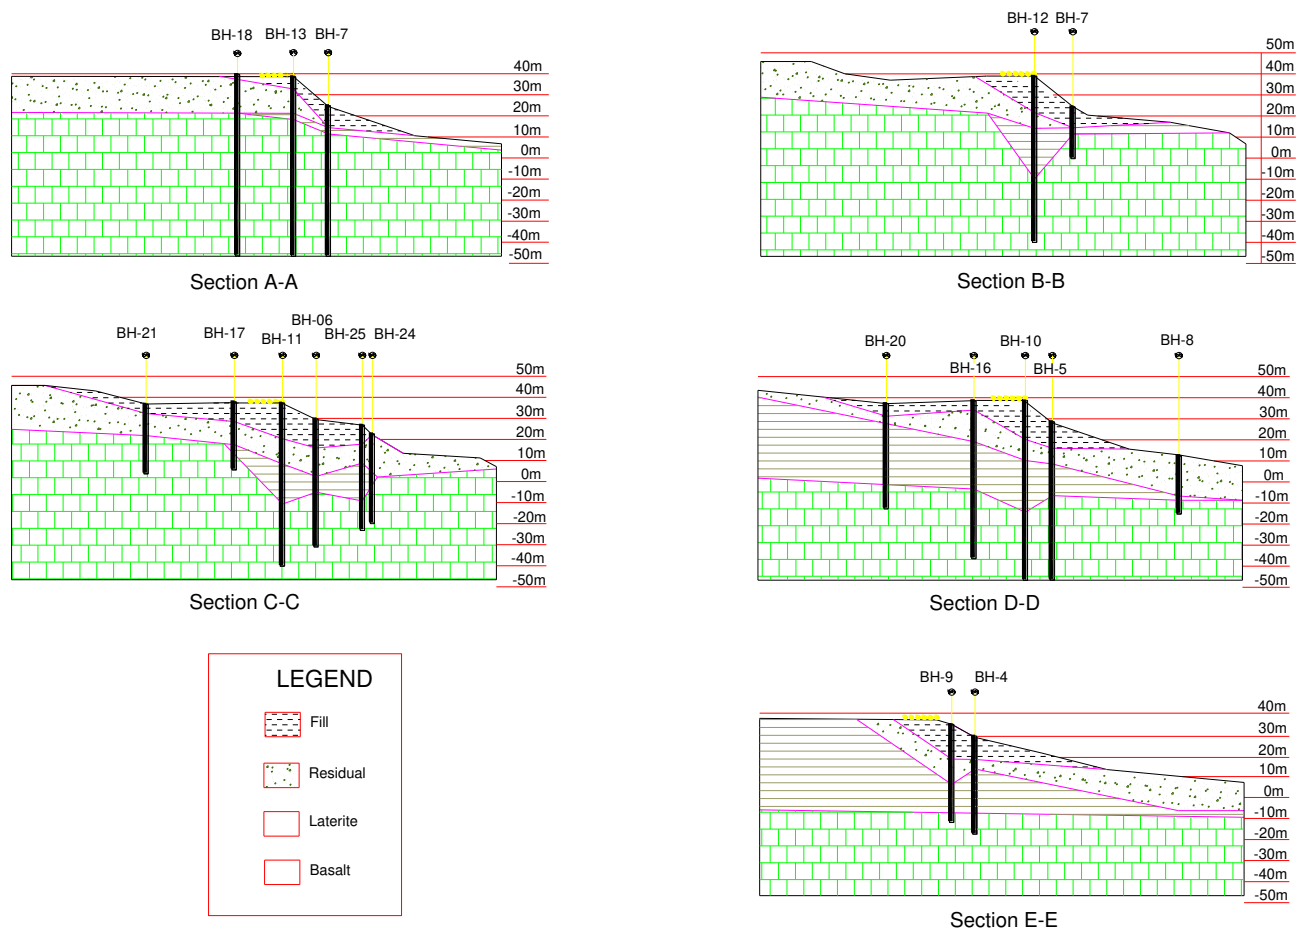 BH-18 BH-13 BH-7
40m
30m
20m
10m
0m
-10m
-20m
-30m
-40m
-50m
Section A-A
BH-12 BH-7
50m
40m
30m
20m
10m
0m
-10m
-20m
-30m
-40m
-50m
Section B-B
BH-21 BH-17 BH-11 BH-06 BH-25 BH-24
50m
40m
30m
20m
10m
0m
-10m
-20m
-30m
-40m
-50m
Section C-C
BH-20 BH-16 BH-10 BH-5 BH-8
50m
40m
30m
20m
10m
0m
-10m
-20m
-30m
-40m
-50m
Section D-D
LEGEND
Fill
Residual
Laterite
Basalt
BH-9 BH-4
40m
30m
20m
10m
0m
-10m
-20m
-30m
-40m
-50m
Section E-E